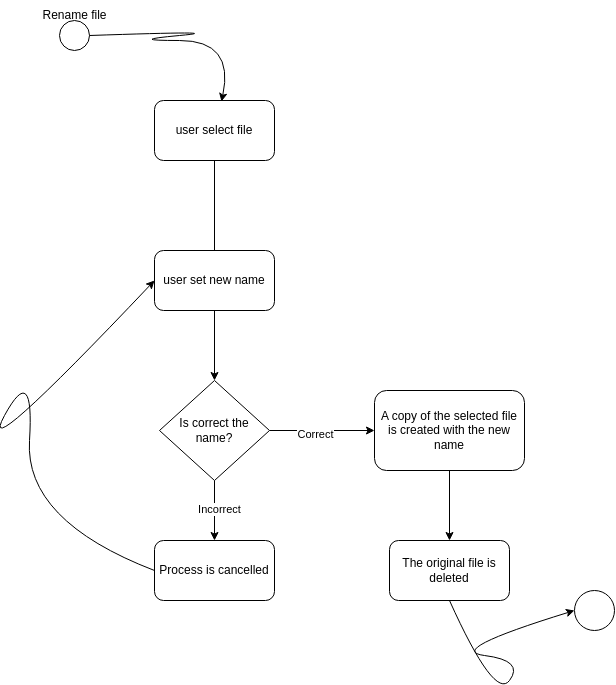 Rename file
user select file
user set new name
Is correct the
name?
Correct
A copy of the selected file
is created with the new
name
Incorrect
Process is cancelled
The original file is
deleted